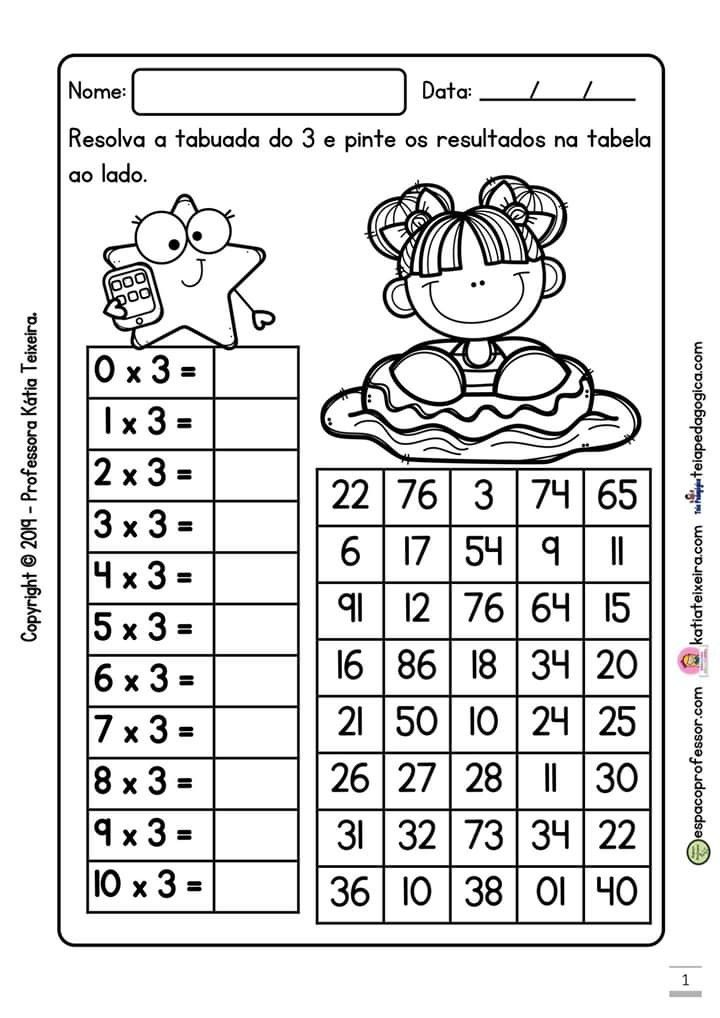 Nome:
Data: ___/___/___
Resolva a tabuada do 3 e pinte os resultados na tabela
ao lado.
0 x 3 =
1 x 3 =
2 x 3 =
3 x 3 =
4 x 3 =
5 x 3 =
6 x 3 =
7 x 3 =
8 x 3 =
9 x 3 =
10 x 3 =
22 76 3 74 65
6 17 54 9 11
91 12 76 64 15
16 86 18 34 20
21 50 10 24 25
26 27 28 11 30
31 32 73 34 22
36 10 38 01 40
Copyright © 2019 - Professora Kátia Teixeira.
espacoprofessor.com katiateixeira.com teiapedagogica.com
1